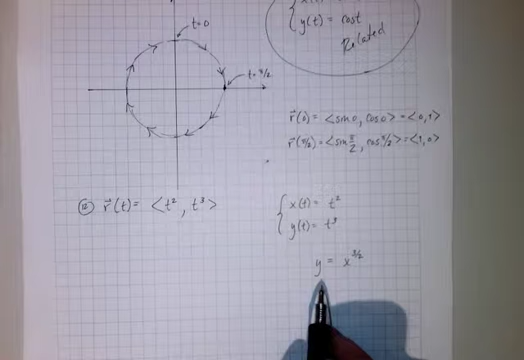 x(t) =
y(t) = cost
Related
t=0
t=π/2
r⃗(0) = <sin0, cos0> = <0,1>
r⃗(π/2) = <sin π/2, cos π/2> = <1,0>
r⃗(t) = <t², t³>
x(t) = t²
y(t) = t³
y = x^3/2